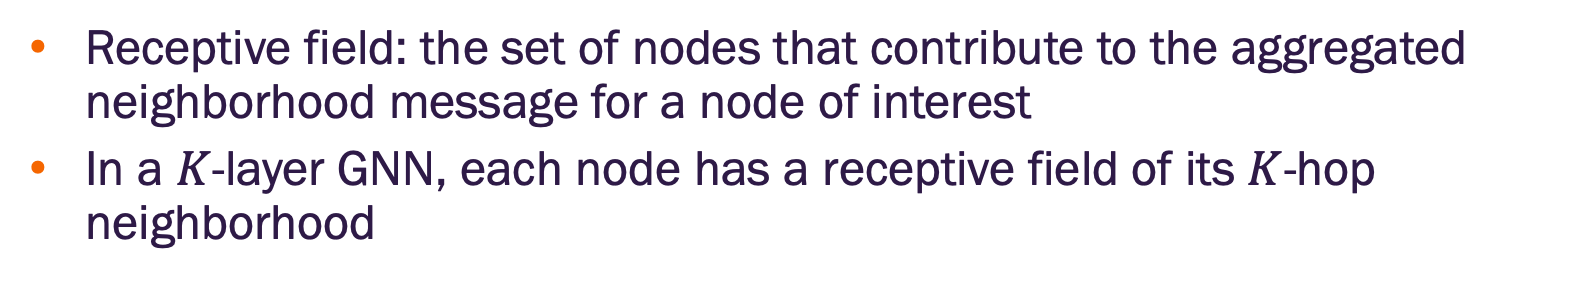 • Receptive field: the set of nodes that contribute to the aggregated
neighborhood message for a node of interest
• In a K-layer GNN, each node has a receptive field of its K-hop
neighborhood